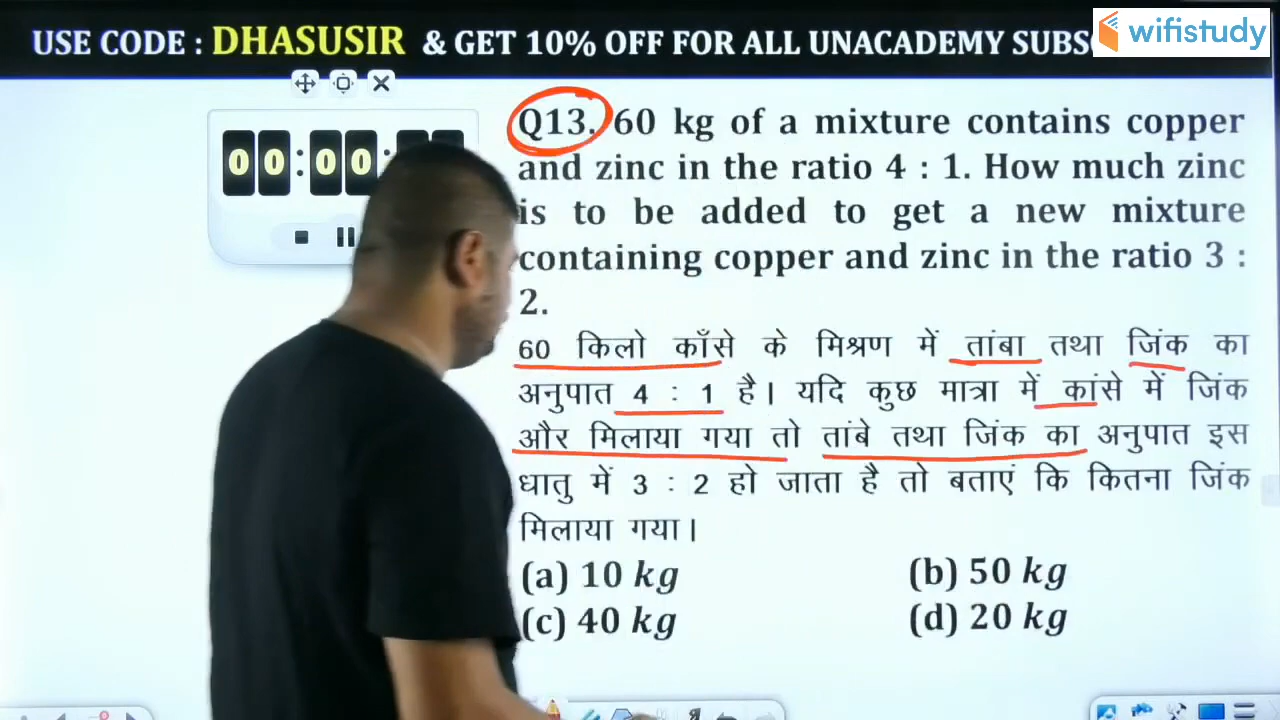 USE CODE : DHASUSIR & GET 10% OFF FOR ALL UNACADEMY
wifistudy
00:00:
Q13. 60 kg of a mixture contains copper
and zinc in the ratio 4 : 1. How much zinc
is to be added to get a new mixture
containing copper and zinc in the ratio 3 :
2.
60 किलो काँसे के मिश्रण में तांबा तथा जिंक का
अनुपात 4 : 1 है। यदि कुछ मात्रा में कांसे में जिंक
और मिलाया गया तो तांबे तथा जिंक का अनुपात इस
धातु में 3 : 2 हो जाता है तो बताएं कि कितना जिंक
मिलाया गया।
(a) 10 kg (b) 50 kg
(c) 40 kg (d) 20 kg